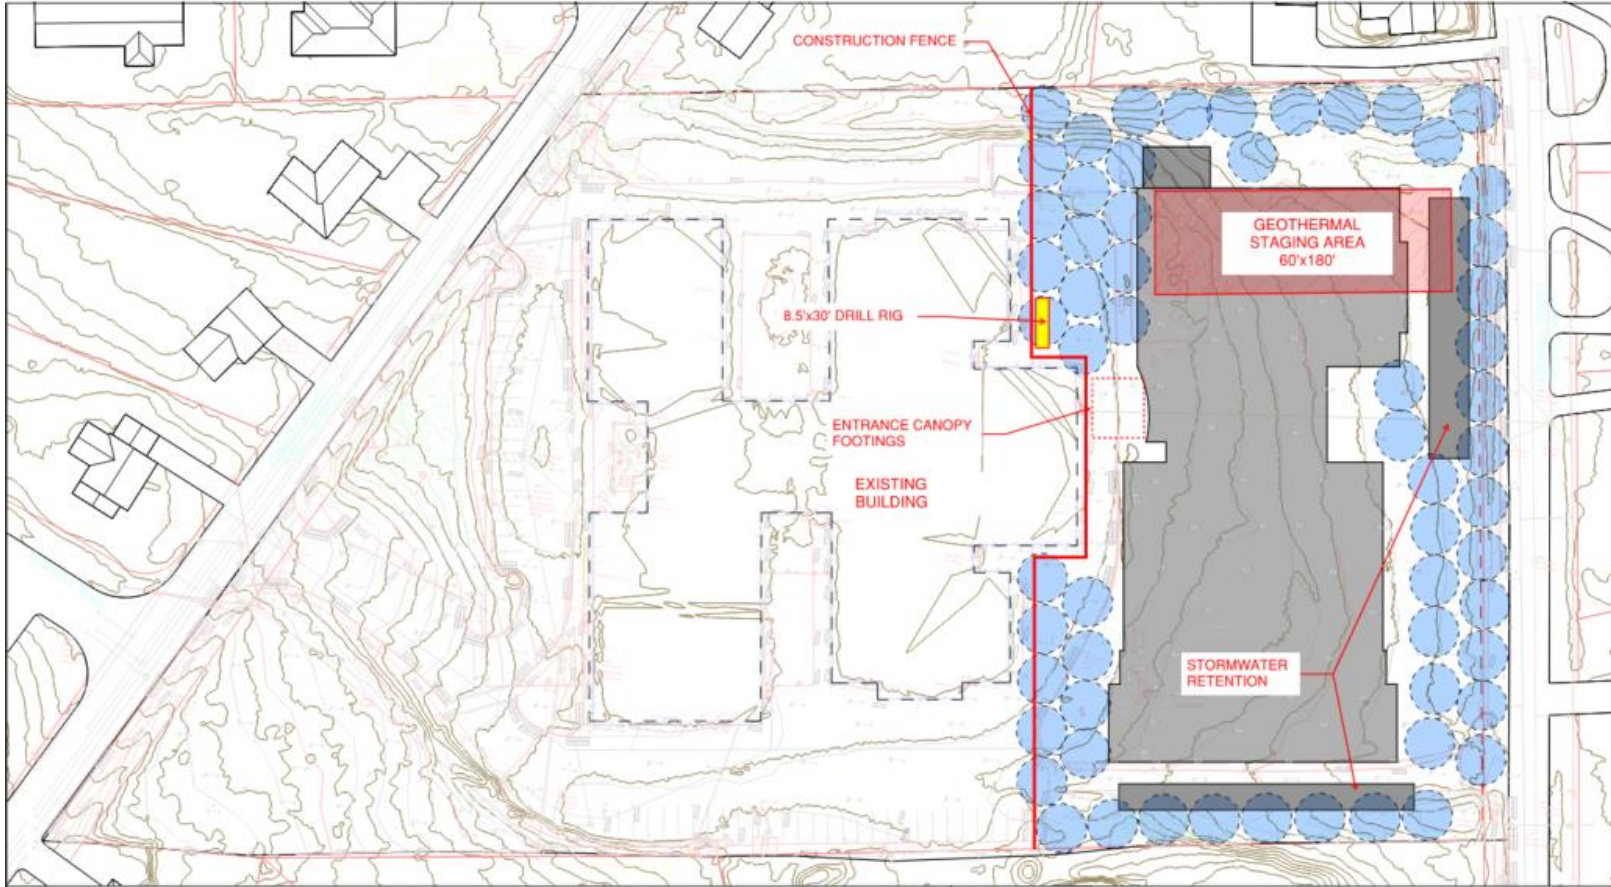 CONSTRUCTION FENCE
GEOTHERMAL
STAGING AREA
60'x180'
8.5'x30' DRILL RIG
ENTRANCE CANOPY
FOOTINGS
EXISTING
BUILDING
STORMWATER
RETENTION